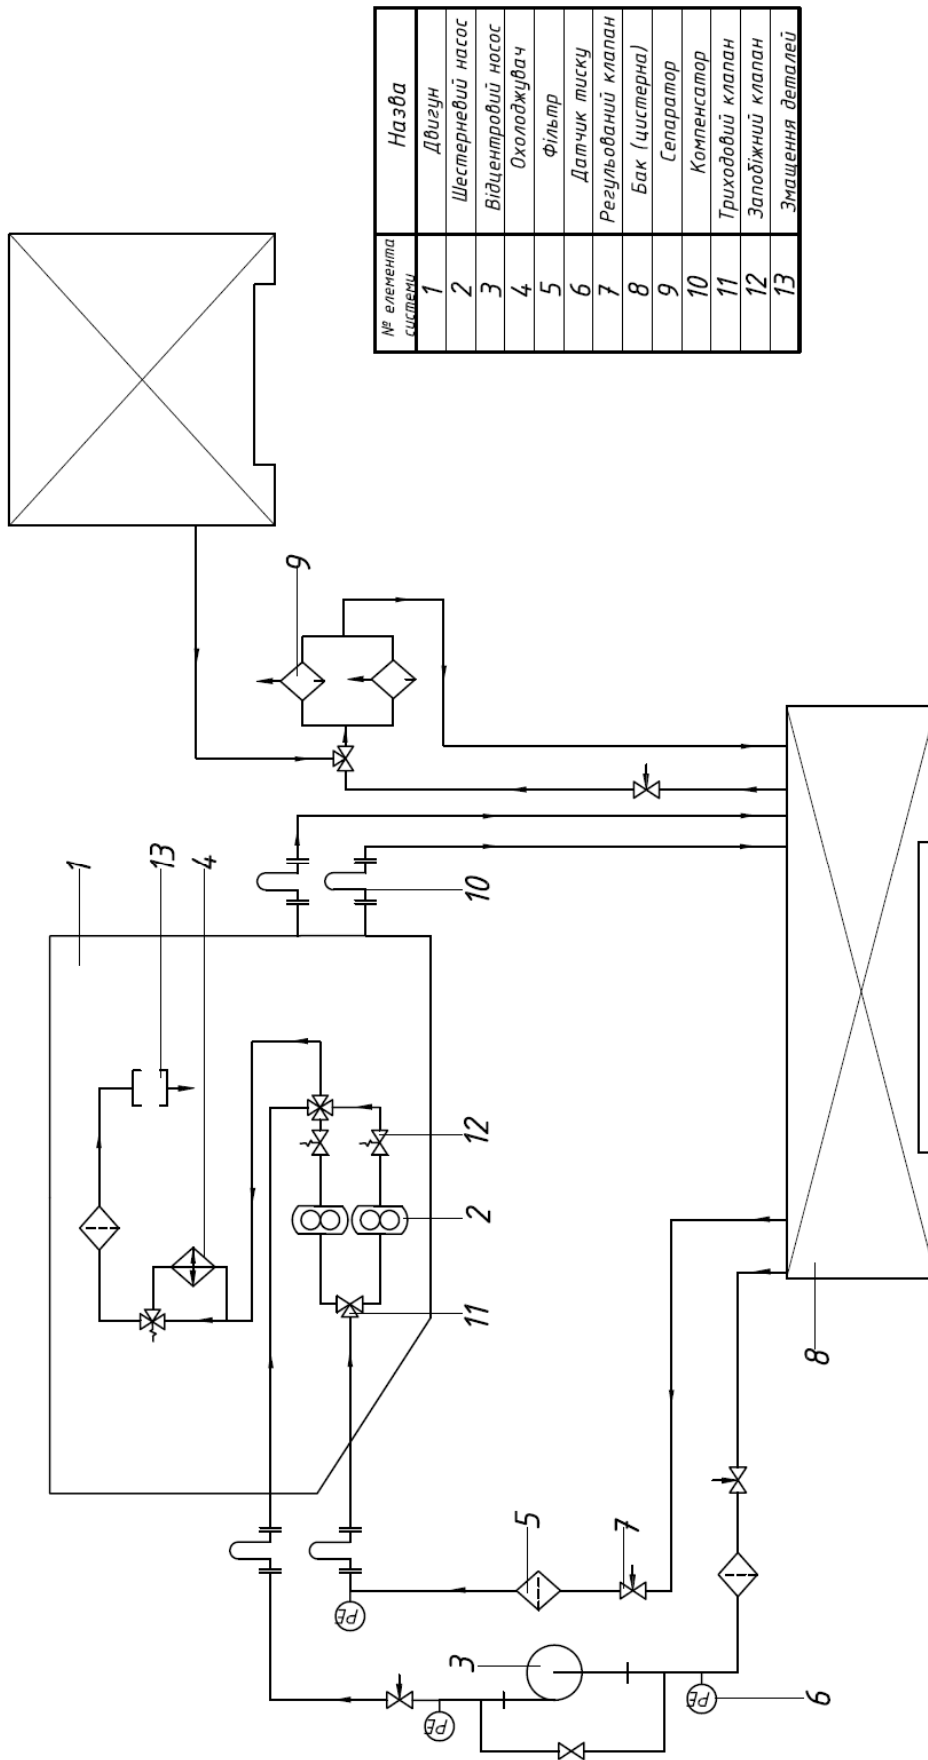 1
13
4
9
10
12
2
11
5
7
3
6
8
PE
PE
PE
№ елемента
системи
Назва
1 Двигун
2 Шестерневий насос
3 Відцентровий носос
4 Охолоджувач
5 Фільтр
6 Датчик тиску
7 Регульований клапан
8 Бак (цистерна)
9 Сепаратор
10 Компенсатор
11 Триходовий клапан
12 Запобіжний клапан
13 Змащення деталей